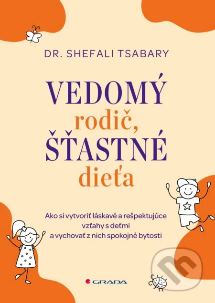 DR. SHEFALI TSABARY
VEDOMÝ
rodič,
ŠŤASTNÉ
dieťa
Ako si vytvoriť láskavé a rešpektujúce
vzťahy s deťmi
a vychovať z nich spokojné bytosti
GRADA
martinus